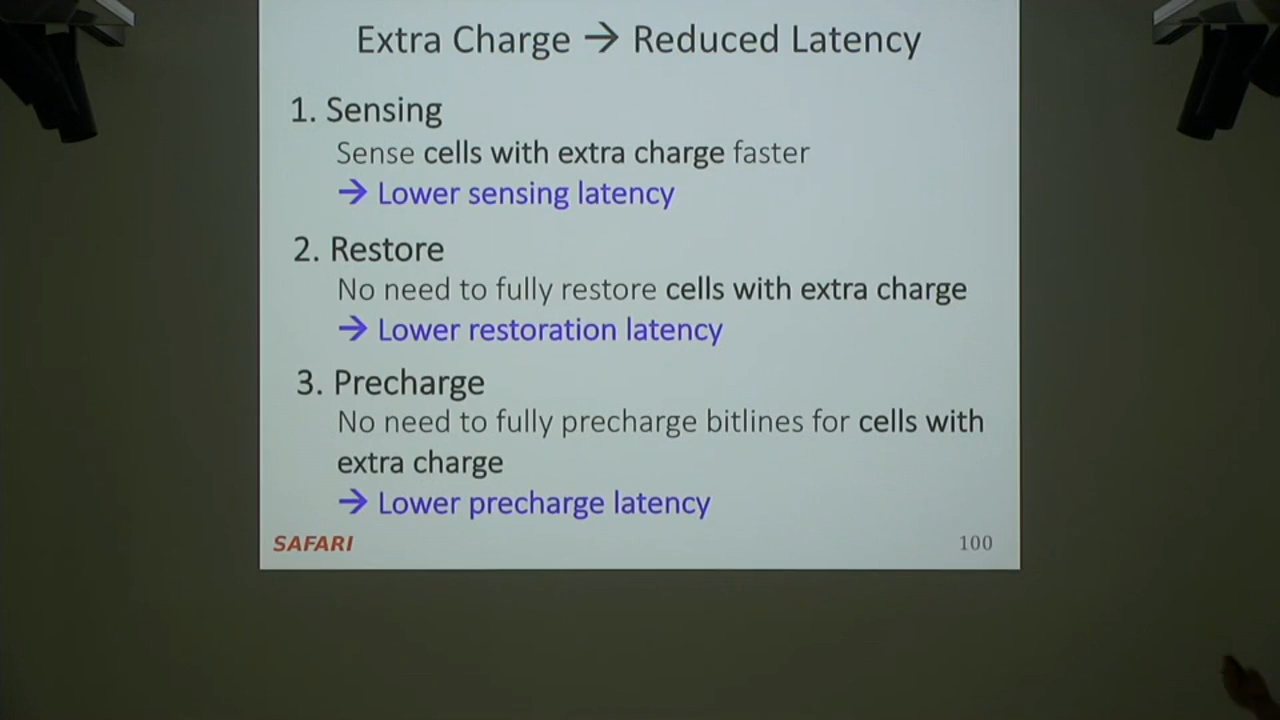 Extra Charge → Reduced Latency
1. Sensing
Sense cells with extra charge faster
→ Lower sensing latency
2. Restore
No need to fully restore cells with extra charge
→ Lower restoration latency
3. Precharge
No need to fully precharge bitlines for cells with
extra charge
→ Lower precharge latency
SAFARI
100